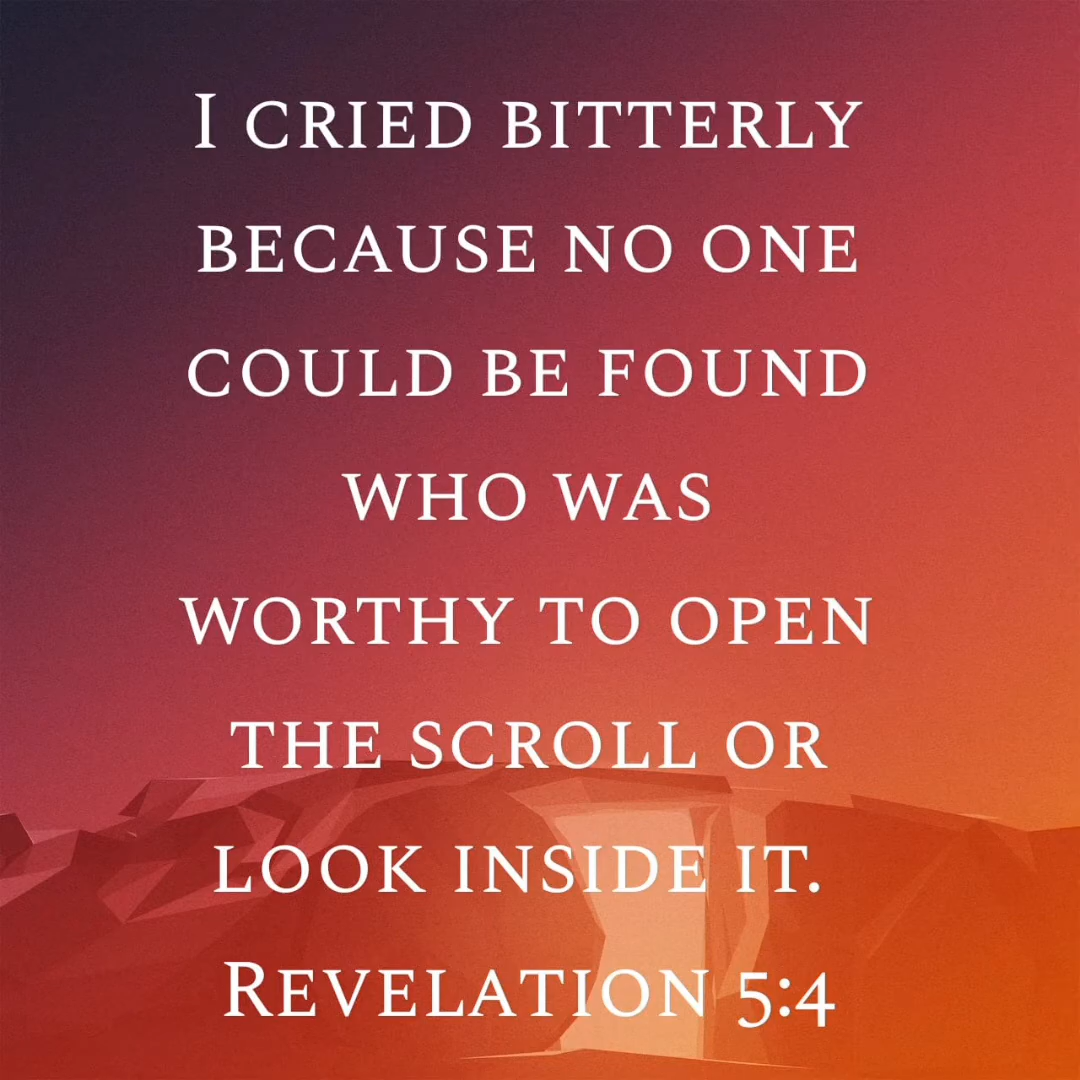 I CRIED BITTERLY
BECAUSE NO ONE
COULD BE FOUND
WHO WAS
WORTHY TO OPEN
THE SCROLL OR
LOOK INSIDE IT.
REVELATION 5:4